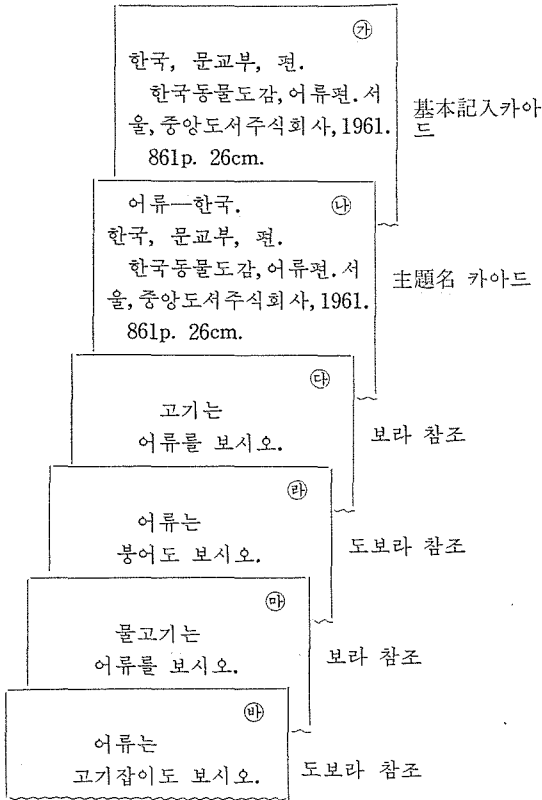 ㉮
한국, 문교부, 편.
한국동물도감, 어류편. 서
울, 중앙도서주식회사, 1961.
861p. 26cm.
基本記入카아
드
어류—한국. ㉯
한국, 문교부, 편.
한국동물도감, 어류편. 서
울, 중앙도서주식회사, 1961.
861p. 26cm.
主題名 카아드
㉰
고기는
어류를 보시오.
보라 참조
㉱
어류는
붕어도 보시오.
도보라 참조
㉲
물고기는
어류를 보시오.
보라 참조
㉳
어류는
고기잡이도 보시오.
도보라 참조